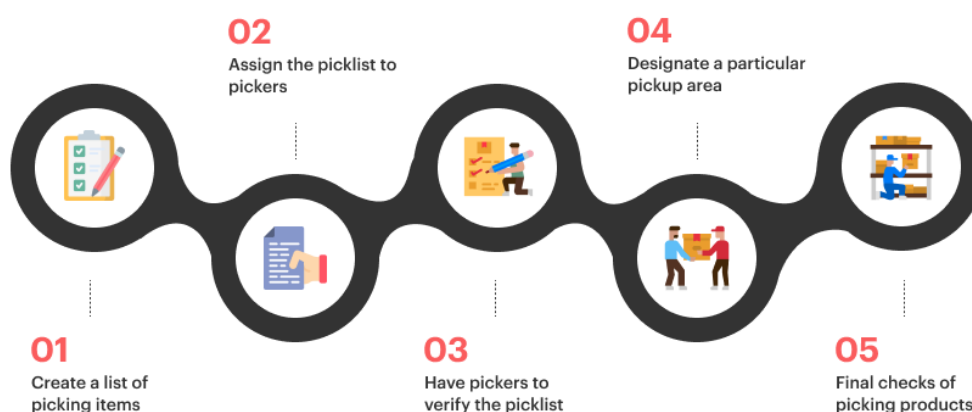 01
Create a list of
picking items
02
Assign the picklist to
pickers
03
Have pickers to
verify the picklist
04
Designate a particular
pickup area
05
Final checks of
picking products